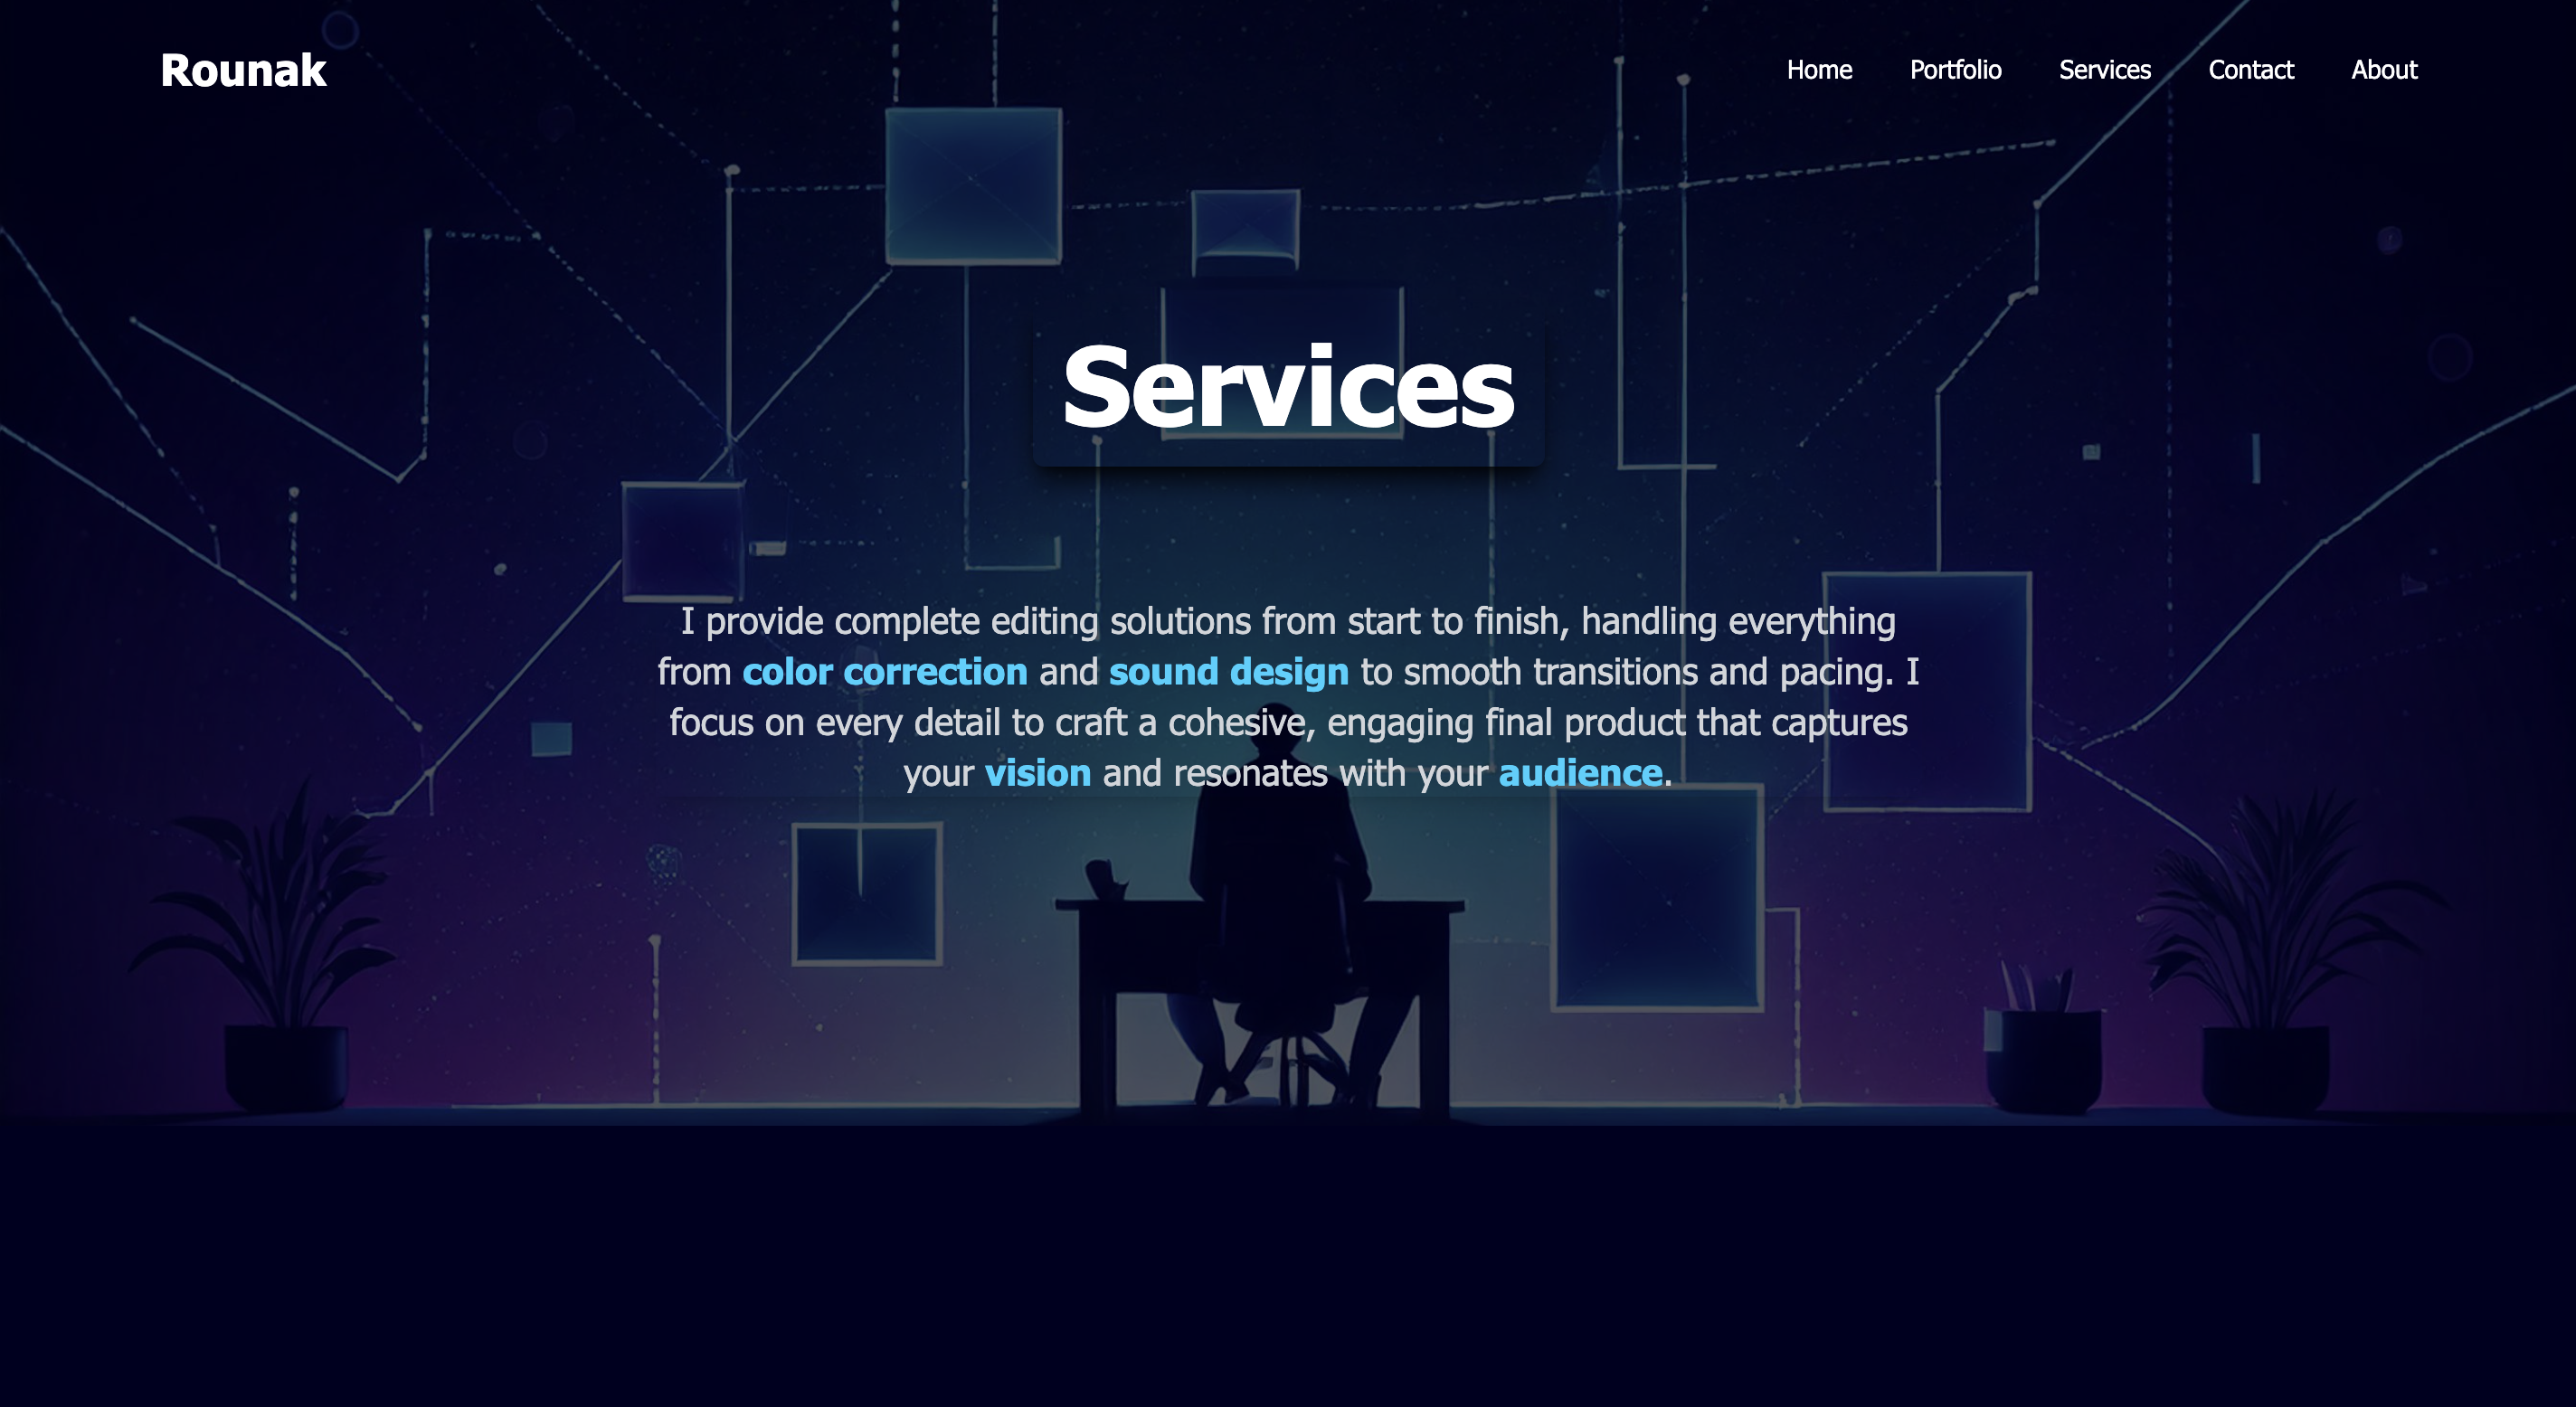 Rounak
Home Portfolio Services Contact About
Services
I provide complete editing solutions from start to finish, handling everything
from color correction and sound design to smooth transitions and pacing. I
focus on every detail to craft a cohesive, engaging final product that captures
your vision and resonates with your audience.